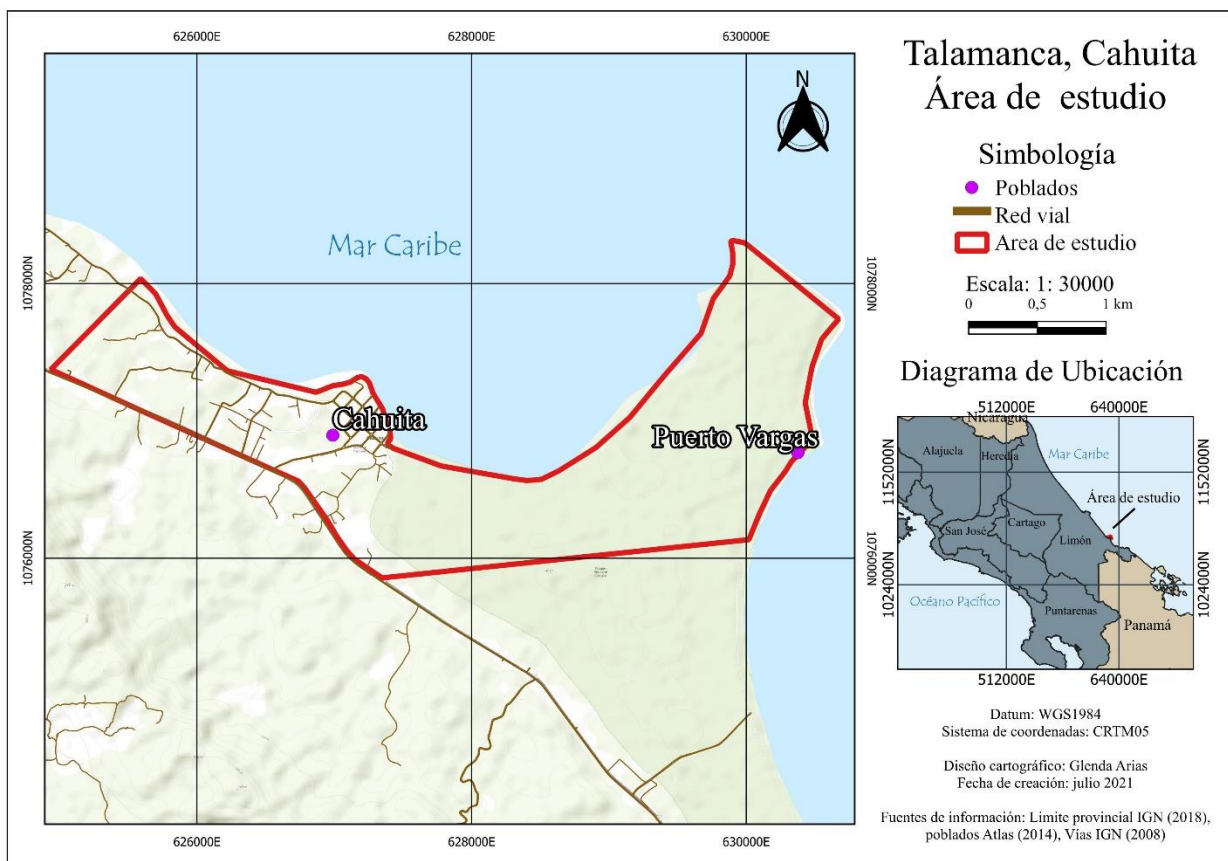 626000E
628000E
630000E
1078000N
1076000N
N
Mar Caribe
Cahuita
Puerto Vargas
1078000N
1076000N
626000E
628000E
630000E
Talamanca, Cahuita
Área de estudio
Simbología
Poblados
Red vial
Area de estudio
Escala: 1: 30000
0 0,5 1 km
Diagrama de Ubicación
512000E 640000E
Nicaragua
Alajuela
Heredia
Mar Caribe
1152000N
1152000N
Área de estudio
San José
Cartago
Limón
1024000N
1024000N
Océano Pacífico
Puntarenas
Panamá
512000E 640000E
Datum: WGS1984
Sistema de coordenadas: CRTM05
Diseño cartográfico: Glenda Arias
Fecha de creación: julio 2021
Fuentes de información: Limite provincial IGN (2018),
poblados Atlas (2014), Vías IGN (2008)